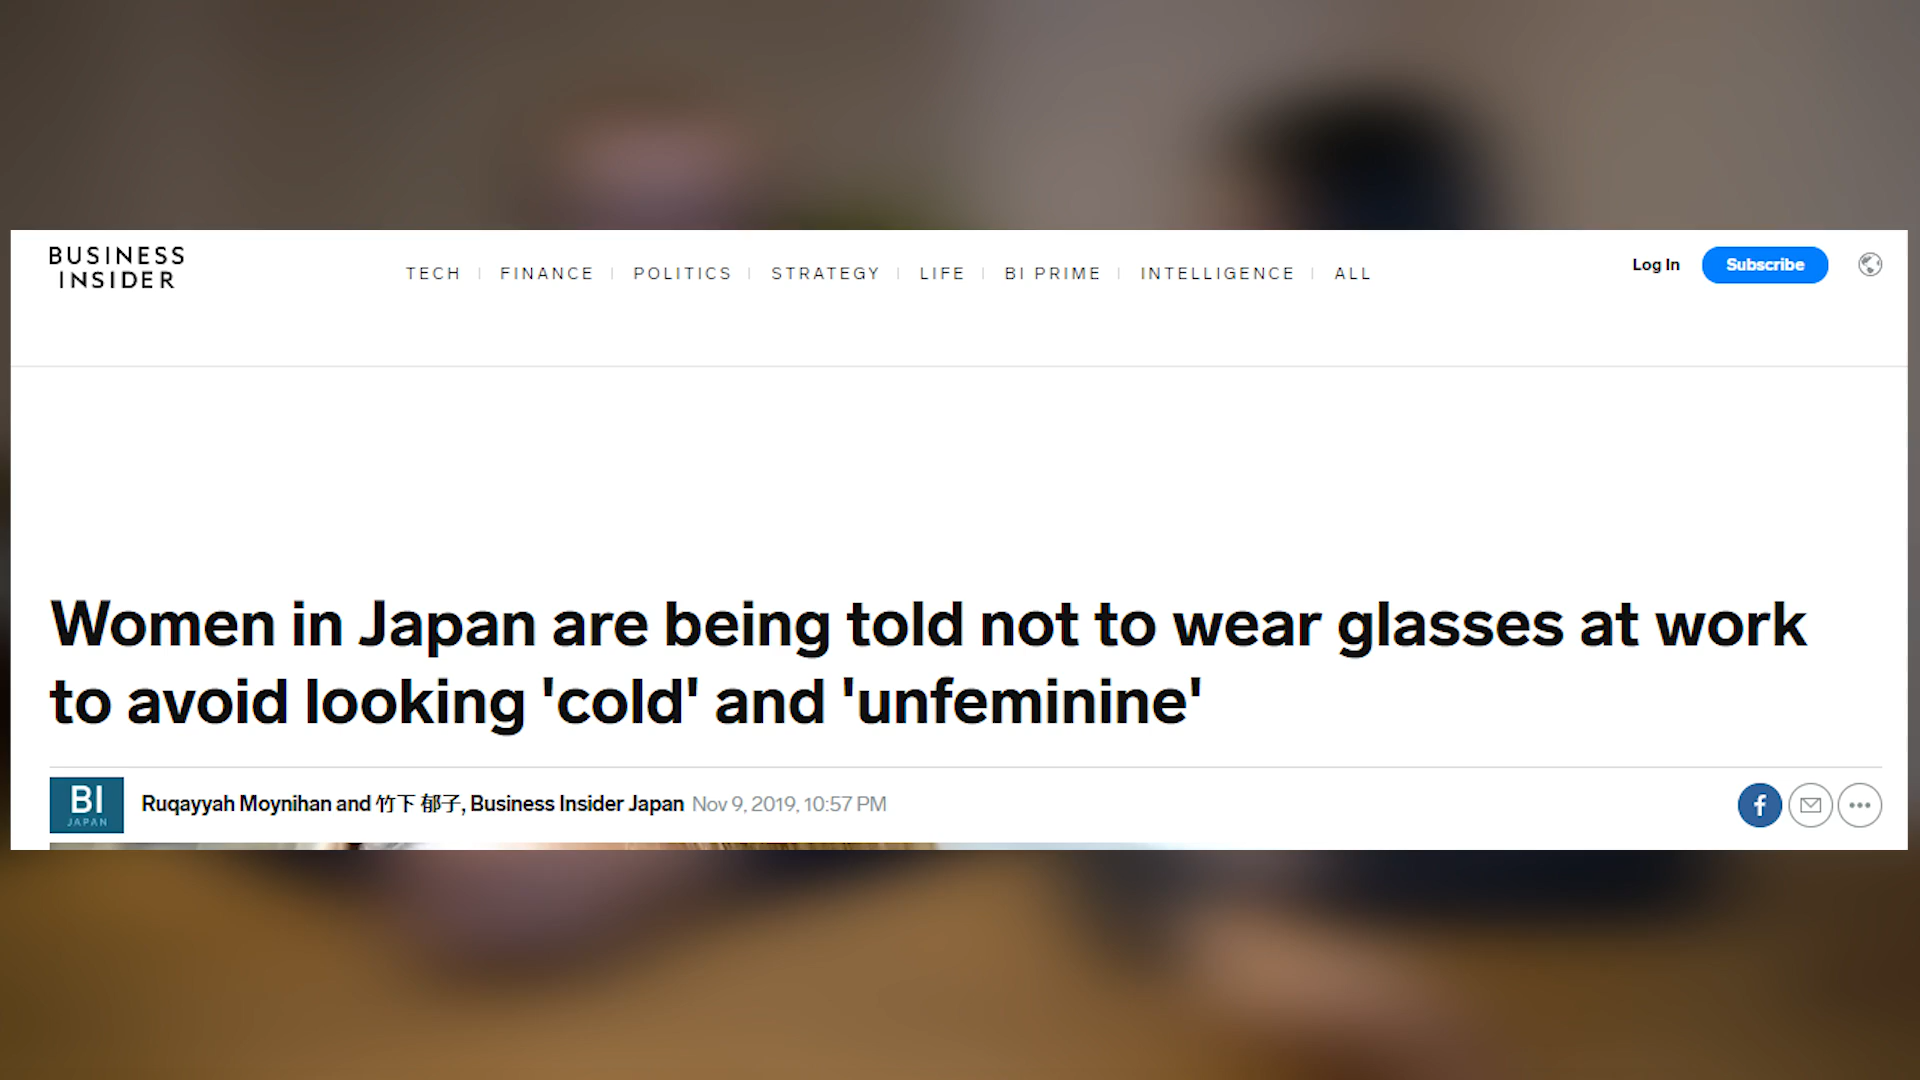 BUSINESS
INSIDER
TECH FINANCE POLITICS STRATEGY LIFE BI PRIME INTELLIGENCE ALL
Log In Subscribe
Women in Japan are being told not to wear glasses at work
to avoid looking 'cold' and 'unfeminine'
BI
JAPAN
Ruqayyah Moynihan and 竹下 郁子, Business Insider Japan Nov 9, 2019, 10:57 PM